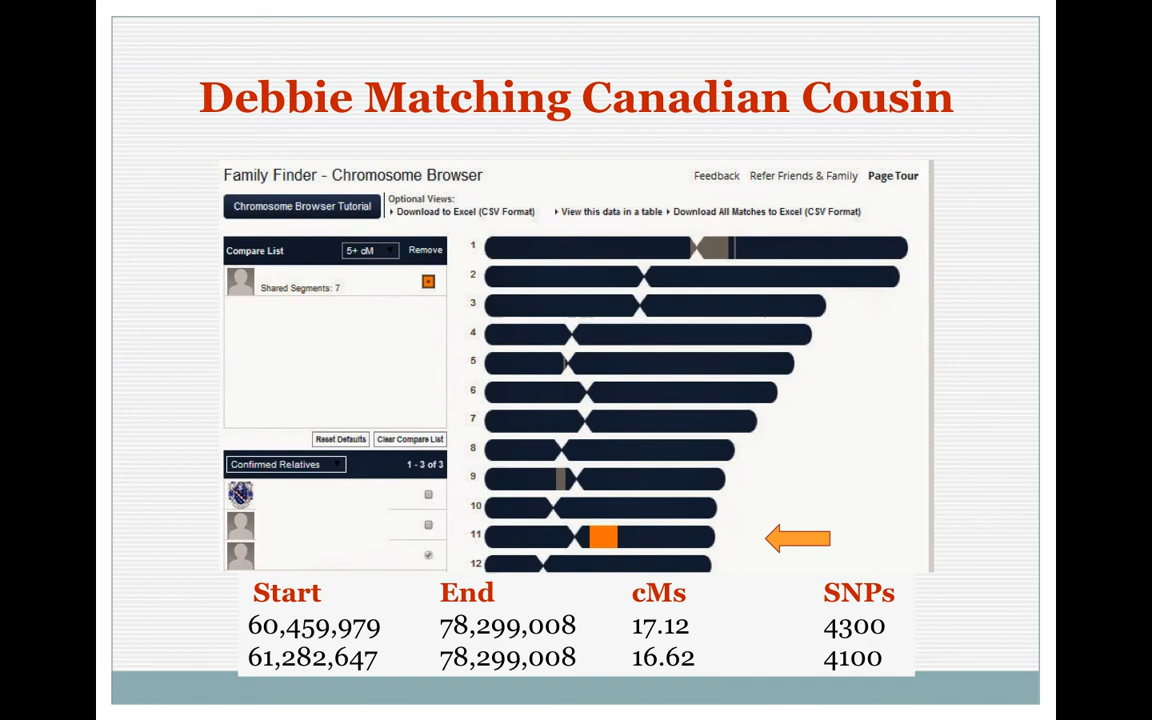 Debbie Matching Canadian Cousin
Family Finder - Chromosome Browser
Feedback Refer Friends & Family Page Tour
Chromosome Browser Tutorial
Optional Views:
Download to Excel (CSV Format) View this data in a table Download All Matches to Excel (CSV Format)
Compare List 5+ cM Remove
Shared Segments: 7
Reset Defaults Clear Compare List
Confirmed Relatives 1 - 3 of 3
1
2
3
4
5
6
7
8
9
10
11
12
Start End cMs SNPs
60,459,979 78,299,008 17.12 4300
61,282,647 78,299,008 16.62 4100